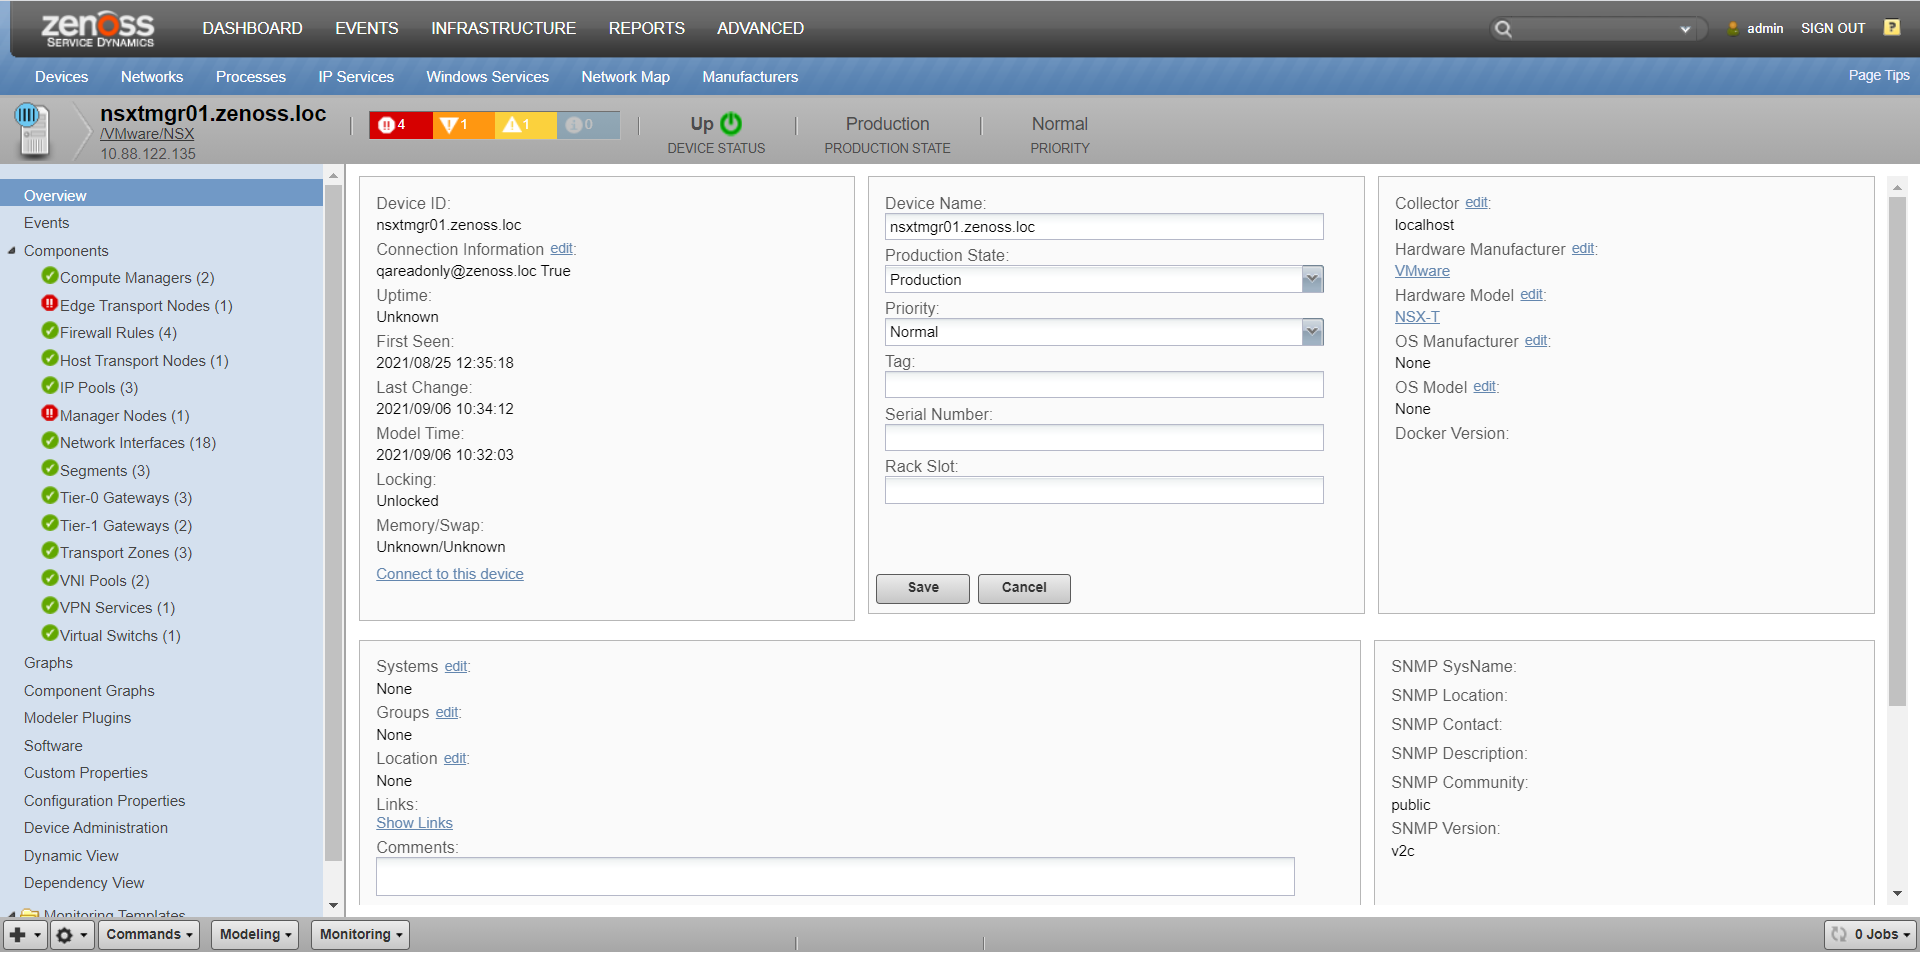 zenoss
SERVICE DYNAMICS
DASHBOARD EVENTS INFRASTRUCTURE REPORTS ADVANCED
admin SIGN OUT ?
Devices Networks Processes IP Services Windows Services Network Map Manufacturers
Page Tips
nsxtmgr01.zenoss.loc
/VMware/NSX
10.88.122.135
4 1 1 0
Up
DEVICE STATUS
Production
PRODUCTION STATE
Normal
PRIORITY
Overview
Events
Components
Compute Managers (2)
Edge Transport Nodes (1)
Firewall Rules (4)
Host Transport Nodes (1)
IP Pools (3)
Manager Nodes (1)
Network Interfaces (18)
Segments (3)
Tier-0 Gateways (3)
Tier-1 Gateways (2)
Transport Zones (3)
VNI Pools (2)
VPN Services (1)
Virtual Switchs (1)
Graphs
Component Graphs
Modeler Plugins
Software
Custom Properties
Configuration Properties
Device Administration
Dynamic View
Dependency View
Monitoring Templates
Device ID:
nsxtmgr01.zenoss.loc
Connection Information edit:
qareadonly@zenoss.loc True
Uptime:
Unknown
First Seen:
2021/08/25 12:35:18
Last Change:
2021/09/06 10:34:12
Model Time:
2021/09/06 10:32:03
Locking:
Unlocked
Memory/Swap:
Unknown/Unknown
Connect to this device
Device Name:
nsxtmgr01.zenoss.loc
Production State:
Production
Priority:
Normal
Tag:
Serial Number:
Rack Slot:
Save Cancel
Collector edit:
localhost
Hardware Manufacturer edit:
VMware
Hardware Model edit:
NSX-T
OS Manufacturer edit:
None
OS Model edit:
None
Docker Version:
Systems edit:
None
Groups edit:
None
Location edit:
None
Links:
Show Links
Comments:
SNMP SysName:
SNMP Location:
SNMP Contact:
SNMP Description:
SNMP Community:
public
SNMP Version:
v2c
Commands Modeling Monitoring
0 Jobs